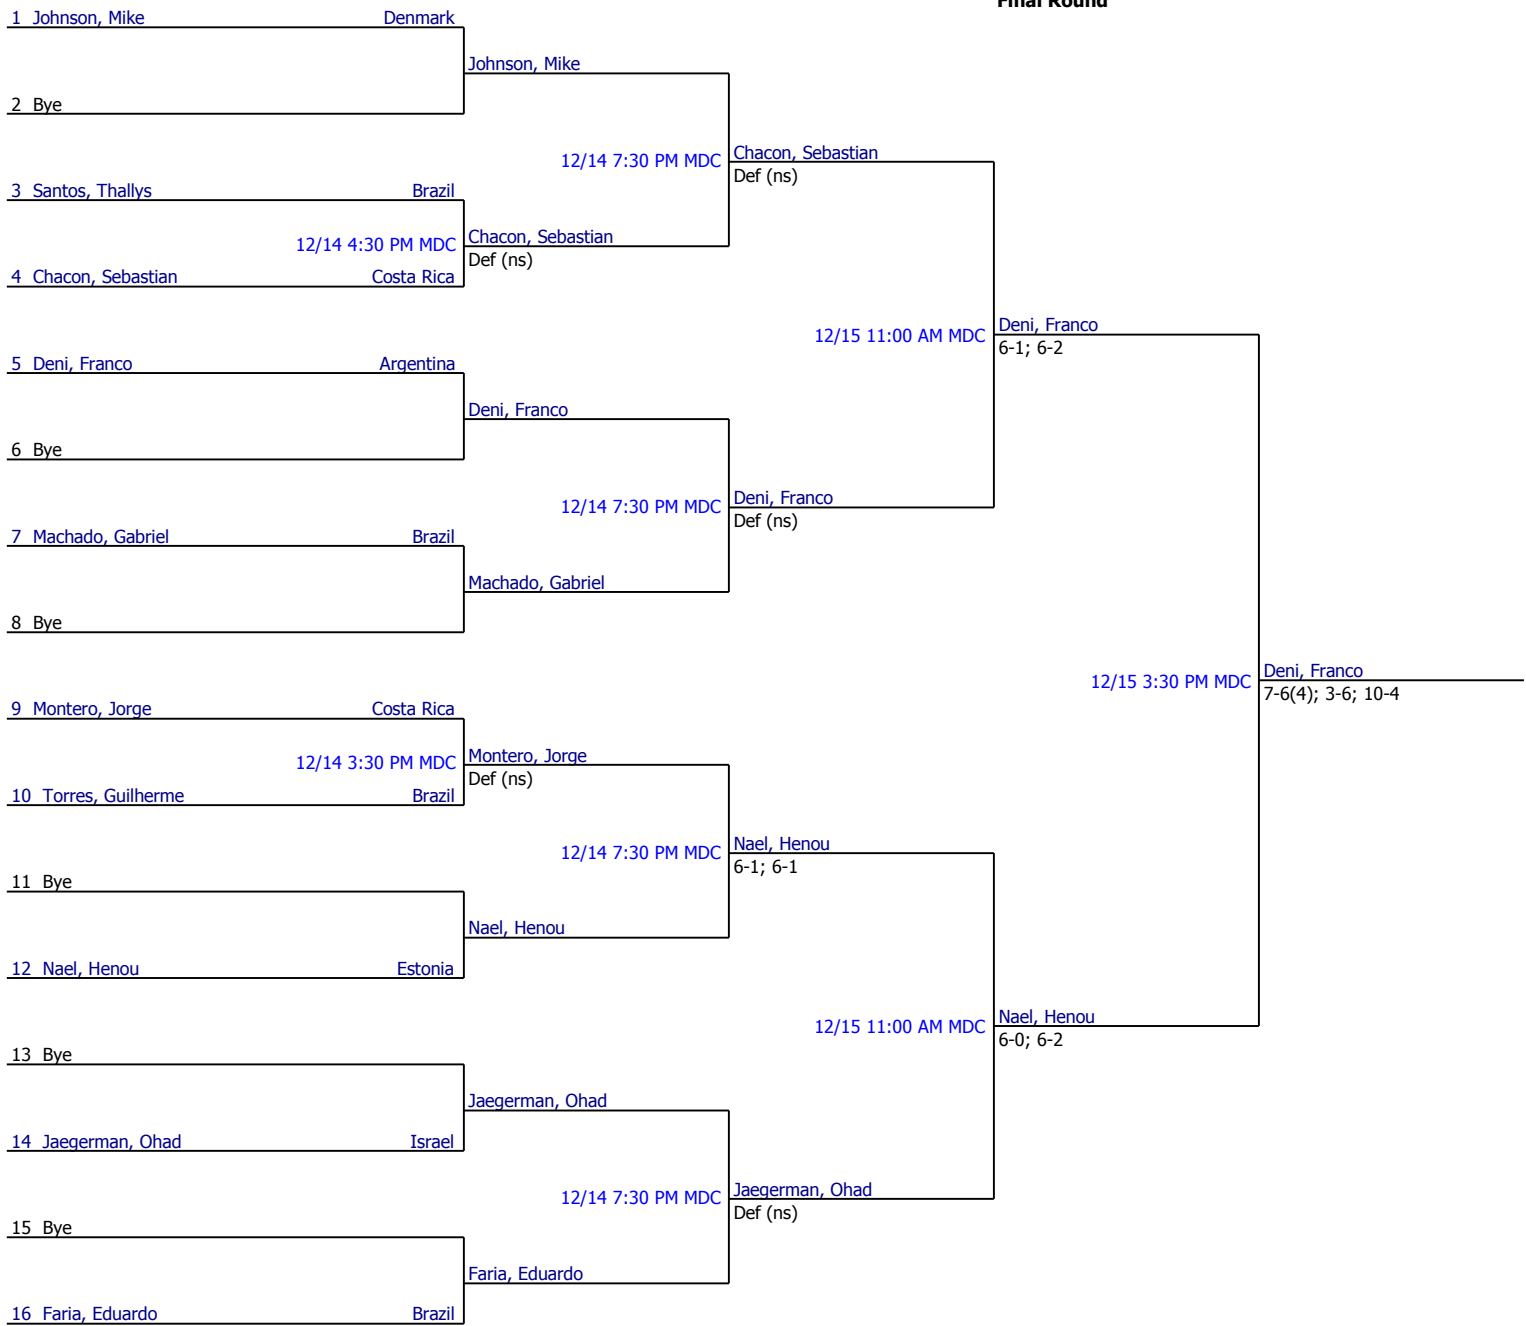 Final Round
1 Johnson, Mike Denmark
Johnson, Mike
2 Bye
12/14 7:30 PM MDC Chacon, Sebastian
Def (ns)
3 Santos, Thallys Brazil
12/14 4:30 PM MDC Chacon, Sebastian
Def (ns)
4 Chacon, Sebastian Costa Rica
12/15 11:00 AM MDC Deni, Franco
6-1; 6-2
5 Deni, Franco Argentina
Deni, Franco
6 Bye
12/14 7:30 PM MDC Deni, Franco
Def (ns)
7 Machado, Gabriel Brazil
Machado, Gabriel
8 Bye
12/15 3:30 PM MDC Deni, Franco
7-6(4); 3-6; 10-4
9 Montero, Jorge Costa Rica
12/14 3:30 PM MDC Montero, Jorge
Def (ns)
10 Torres, Guilherme Brazil
12/14 7:30 PM MDC Nael, Henou
6-1; 6-1
11 Bye
Nael, Henou
12 Nael, Henou Estonia
12/15 11:00 AM MDC Nael, Henou
6-0; 6-2
13 Bye
Jaegerman, Ohad
14 Jaegerman, Ohad Israel
12/14 7:30 PM MDC Jaegerman, Ohad
Def (ns)
15 Bye
Faria, Eduardo
16 Faria, Eduardo Brazil